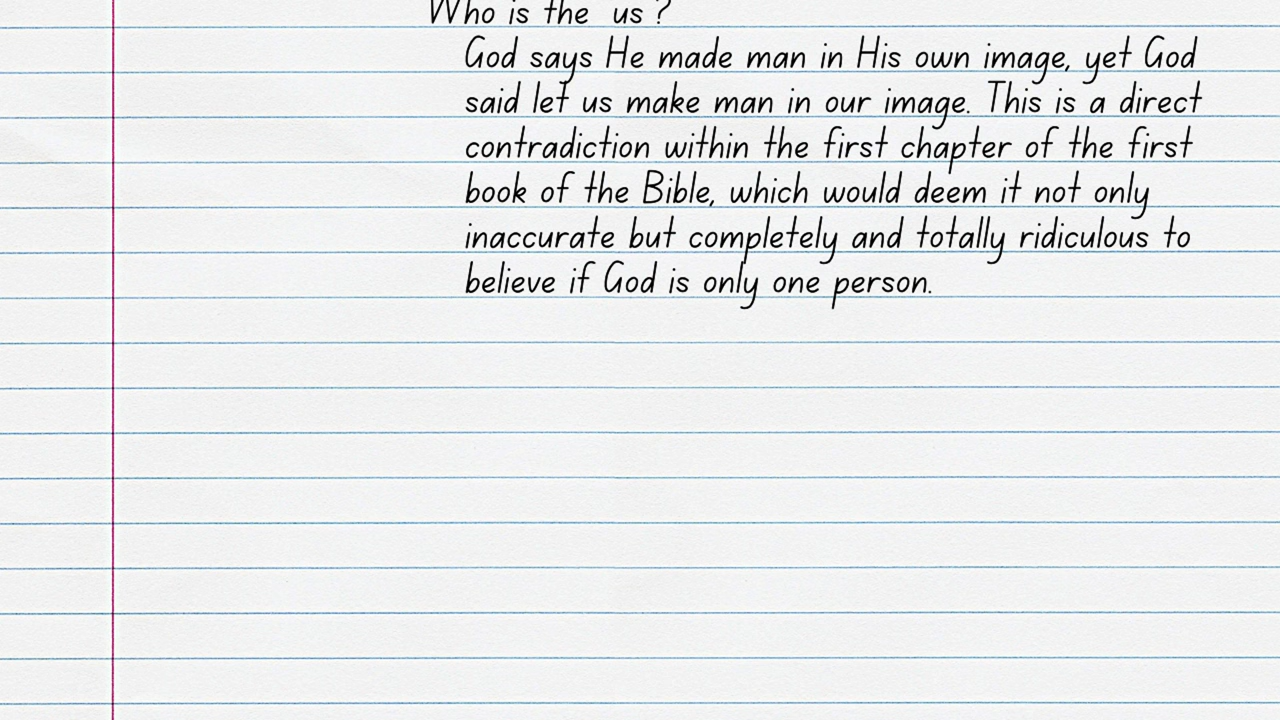 Who is the us ?
God says He made man in His own image, yet God
said let us make man in our image. This is a direct
contradiction within the first chapter of the first
book of the Bible, which would deem it not only
inaccurate but completely and totally ridiculous to
believe if God is only one person.